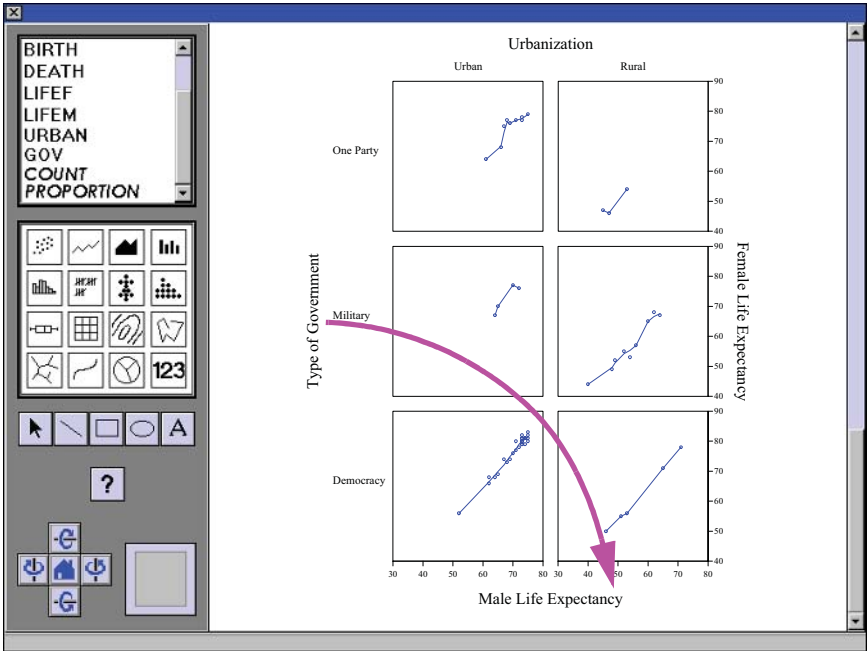 BIRTH
DEATH
LIFEF
LIFEM
URBAN
GOV
COUNT
PROPORTION
123
A
?
Urbanization
Urban
Rural
One Party
Military
Democracy
Type of Government
Female Life Expectancy
90
80
70
60
50
40
90
80
70
60
50
40
90
80
70
60
50
40
30 40 50 60 70 80 30 40 50 60 70 80
Male Life Expectancy